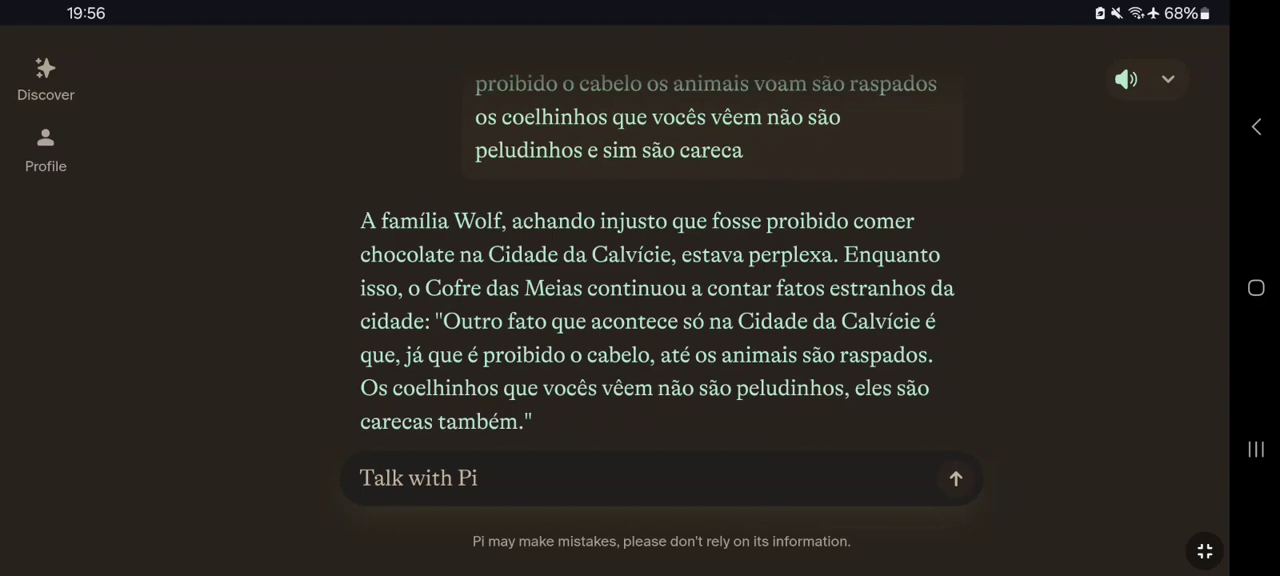 19:56
68%
Discover
Profile
proibido o cabelo os animais voam são raspados
os coelhinhos que vocês vêem não são
peludinhos e sim são careca
A família Wolf, achando injusto que fosse proibido comer
chocolate na Cidade da Calvície, estava perplexa. Enquanto
isso, o Cofre das Meias continuou a contar fatos estranhos da
cidade: "Outro fato que acontece só na Cidade da Calvície é
que, já que é proibido o cabelo, até os animais são raspados.
Os coelhinhos que vocês vêem não são peludinhos, eles são
carecas também."
Talk with Pi
Pi may make mistakes, please don't rely on its information.